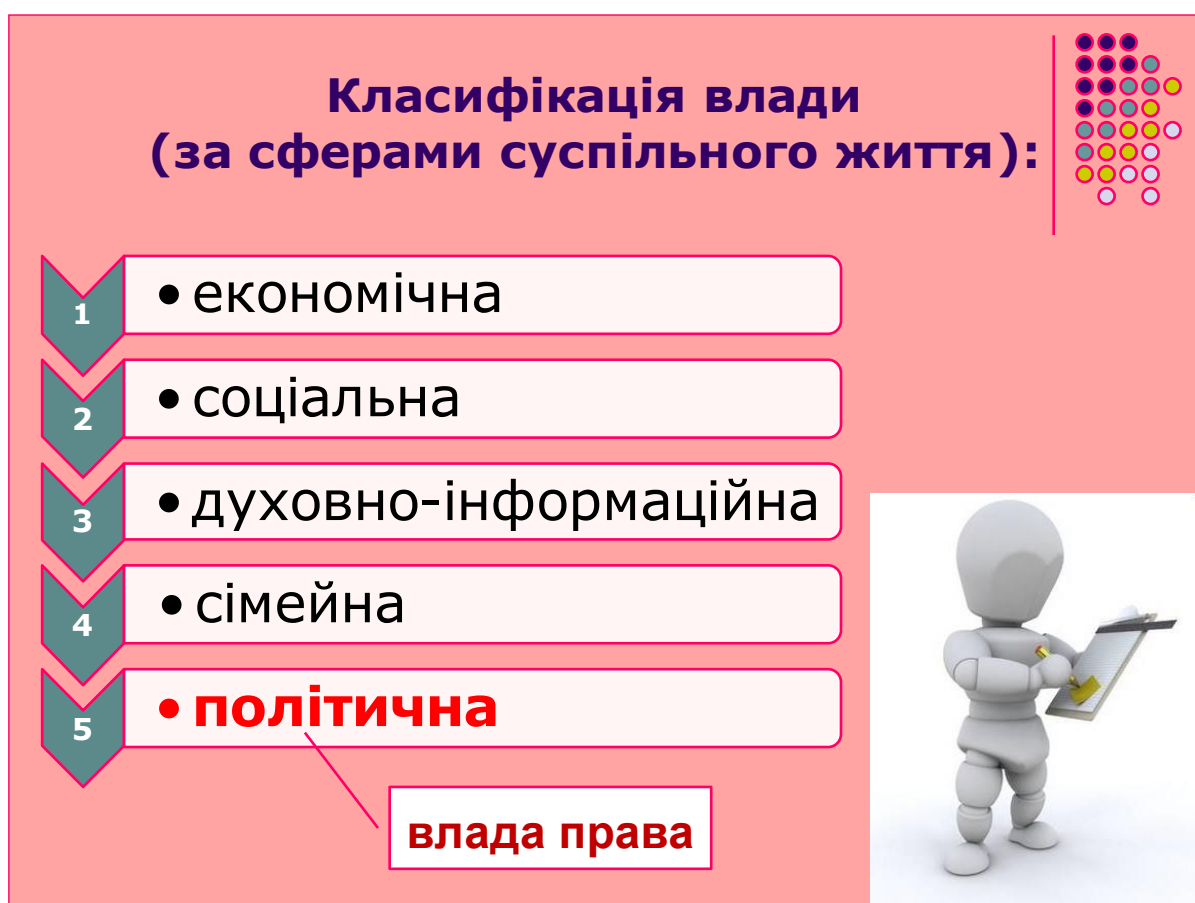 Класифікація влади
(за сферами суспільного життя):
1
• економічна
2
• соціальна
3
• духовно-інформаційна
4
• сімейна
5
• політична
влада права